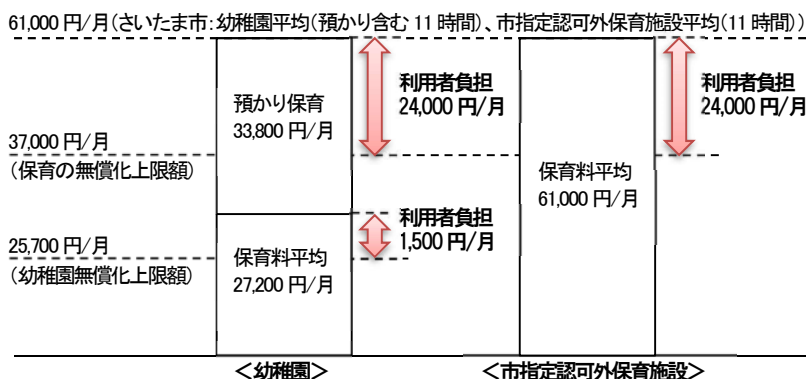 61,000 円/月(さいたま市:幼稚園平均(預かり含む 11 時間)、市指定認可外保育施設平均(11 時間))
利用者負担
24,000 円/月
利用者負担
24,000 円/月
預かり保育
33,800 円/月
37,000 円/月
(保育の無償化上限額)
保育料平均
61,000 円/月
利用者負担
1,500 円/月
25,700 円/月
(幼稚園無償化上限額)
保育料平均
27,200 円/月
<幼稚園>
<市指定認可外保育施設>